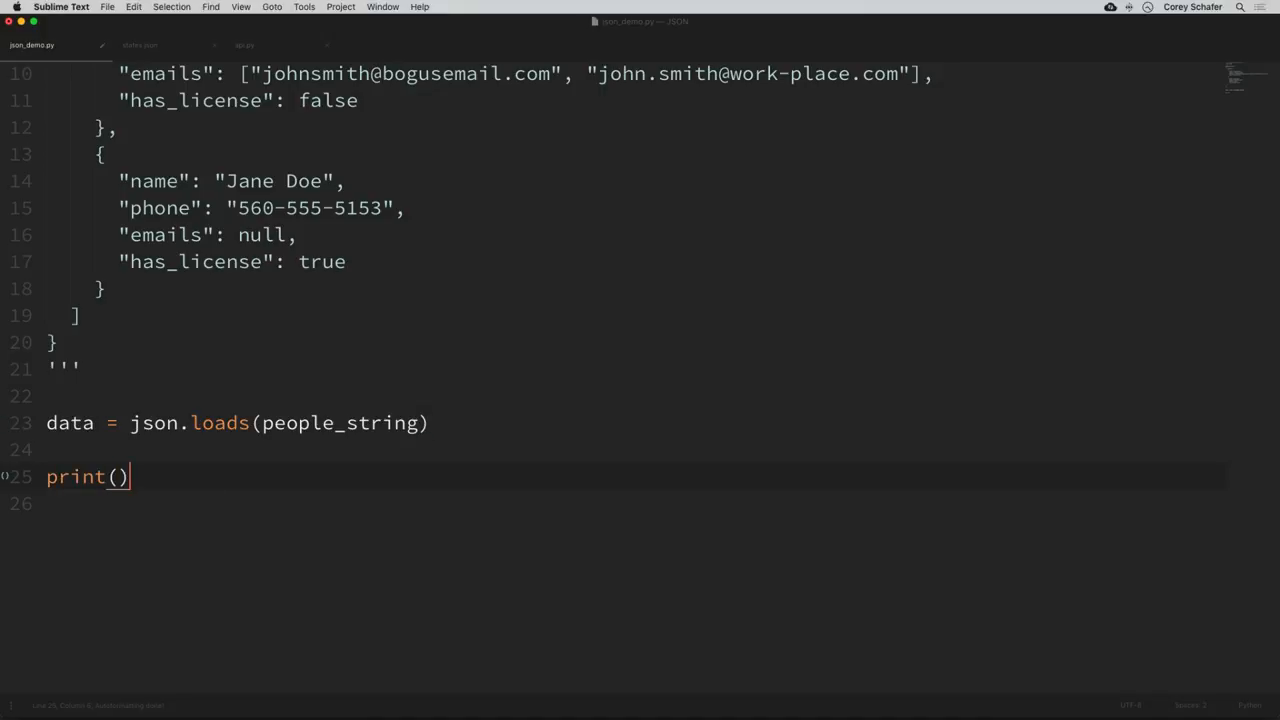 Sublime Text File Edit Selection Find View Goto Tools Project Window Help Corey Schafer
json_demo.py — JSON
json_demo.py states.json api.py
10 "emails": ["johnsmith@bogusemail.com", "john.smith@work-place.com"],
11 "has_license": false
12 },
13 {
14 "name": "Jane Doe",
15 "phone": "560-555-5153",
16 "emails": null,
17 "has_license": true
18 }
19 ]
20 }
21 '''
22
23 data = json.loads(people_string)
24
25 print()
26
Line 25, Column 6, UTF-8 Spaces: 2 Python